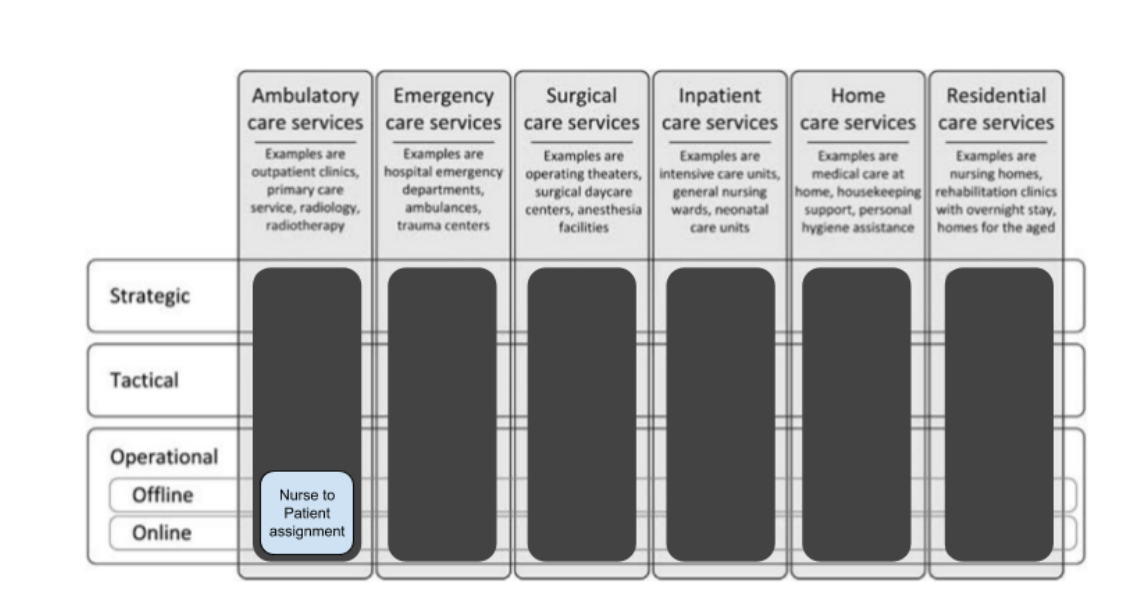 Ambulatory
care services
Examples are
outpatient clinics,
primary care
service, radiology,
radiotherapy
Emergency
care services
Examples are
hospital emergency
departments,
ambulances,
trauma centers
Surgical
care services
Examples are
operating theaters,
surgical daycare
centers, anesthesia
facilities
Inpatient
care services
Examples are
intensive care units,
general nursing
wards, neonatal
care units
Home
care services
Examples are
medical care at
home, housekeeping
support, personal
hygiene assistance
Residential
care services
Examples are
nursing homes,
rehabilitation clinics
with overnight stay,
homes for the aged
Strategic
Tactical
Operational
Offline
Online
Nurse to
Patient
assignment